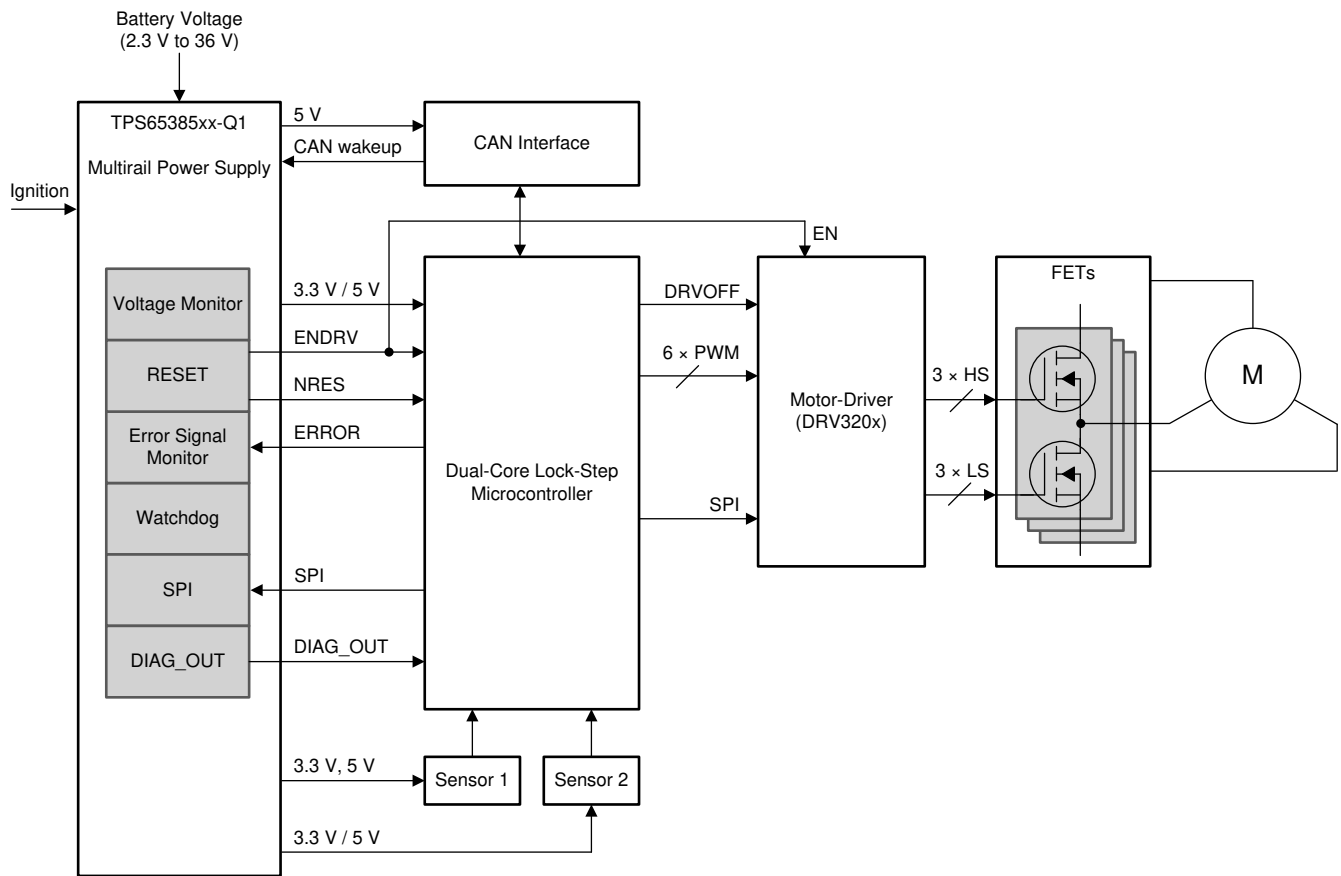 Battery Voltage
(2.3 V to 36 V)
TPS65385xx-Q1
Multirail Power Supply
Ignition
5 V
CAN wakeup
CAN Interface
EN
Voltage Monitor
RESET
Error Signal
Monitor
Watchdog
SPI
DIAG_OUT
3.3 V / 5 V
ENDRV
NRES
ERROR
SPI
DIAG_OUT
Dual-Core Lock-Step
Microcontroller
DRVOFF
6 × PWM
SPI
Motor-Driver
(DRV320x)
3 × HS
3 × LS
FETs
M
3.3 V, 5 V
Sensor 1
Sensor 2
3.3 V / 5 V